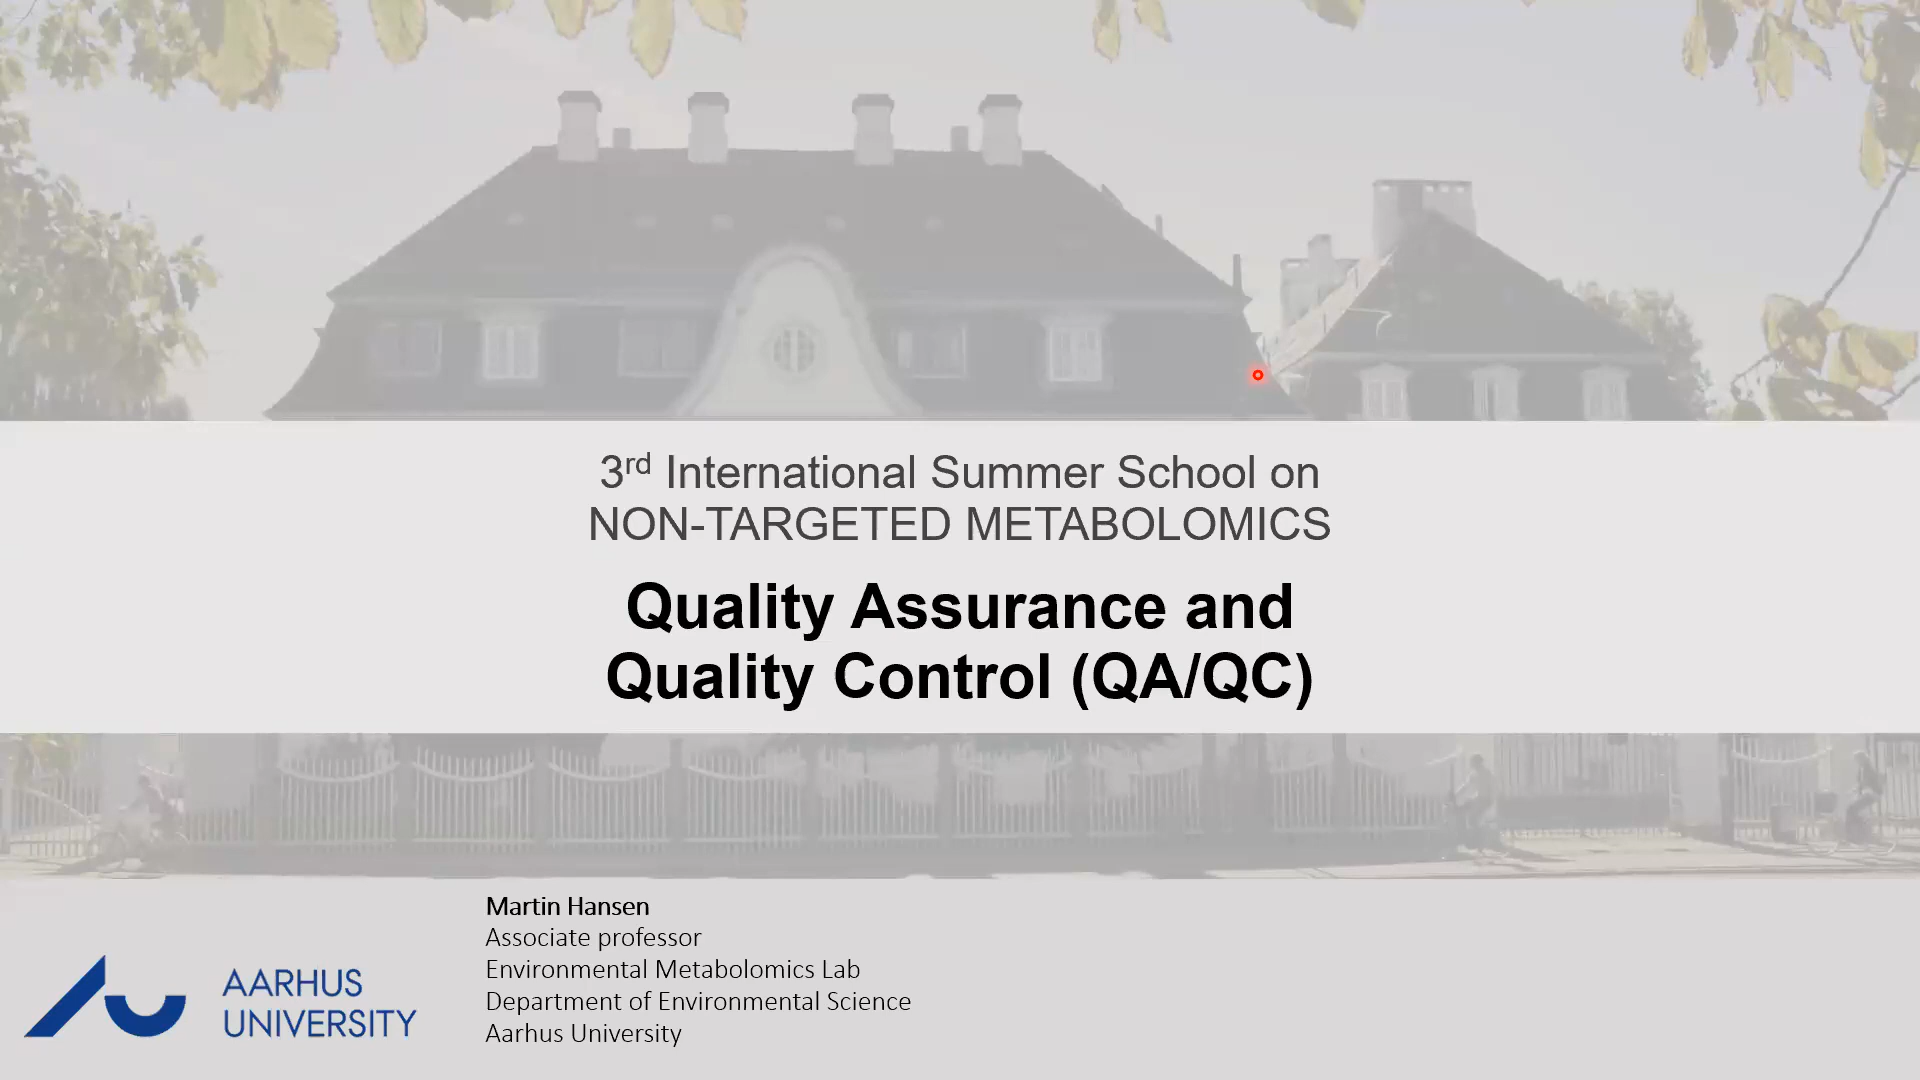 3rd International Summer School on
NON-TARGETED METABOLOMICS
Quality Assurance and
Quality Control (QA/QC)
Martin Hansen
Associate professor
Environmental Metabolomics Lab
Department of Environmental Science
Aarhus University
AARHUS
UNIVERSITY